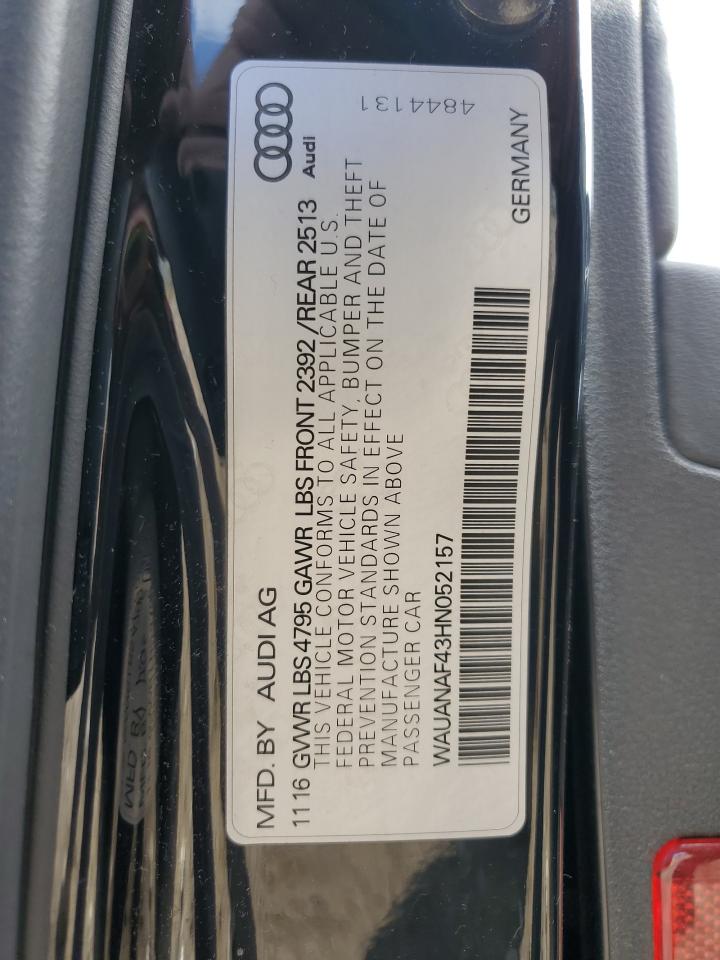 MFD. BY AUDI AG
Audi
1116 GVWR LBS 4795 GAWR LBS FRONT 2392 /REAR 2513
THIS VEHICLE CONFORMS TO ALL APPLICABLE U.S.
FEDERAL MOTOR VEHICLE SAFETY, BUMPER AND THEFT
PREVENTION STANDARDS IN EFFECT ON THE DATE OF
MANUFACTURE SHOWN ABOVE
PASSENGER CAR
4844131
WAUANAF43HN052157
GERMANY